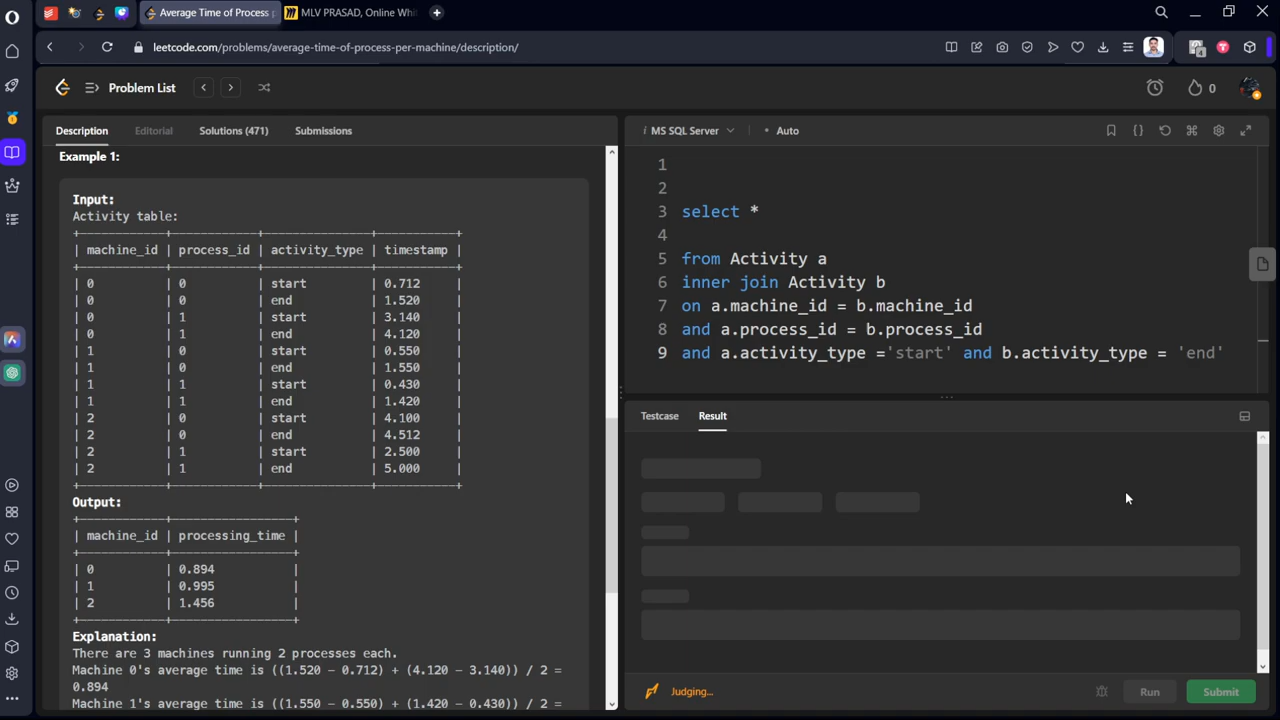 Average Time of Process p
MLV PRASAD, Online Whit
leetcode.com/problems/average-time-of-process-per-machine/description/
4
Problem List
0
Description
Editorial
Solutions (471)
Submissions
Example 1:
Input:
Activity table:
+------------+------------+---------------+-----------+
| machine_id | process_id | activity_type | timestamp |
+------------+------------+---------------+-----------+
| 0 | 0 | start | 0.712 |
| 0 | 0 | end | 1.520 |
| 0 | 1 | start | 3.140 |
| 0 | 1 | end | 4.120 |
| 1 | 0 | start | 0.550 |
| 1 | 0 | end | 1.550 |
| 1 | 1 | start | 0.430 |
| 1 | 1 | end | 1.420 |
| 2 | 0 | start | 4.100 |
| 2 | 0 | end | 4.512 |
| 2 | 1 | start | 2.500 |
| 2 | 1 | end | 5.000 |
+------------+------------+---------------+-----------+
Output:
+------------+-----------------+
| machine_id | processing_time |
+------------+-----------------+
| 0 | 0.894 |
| 1 | 0.995 |
| 2 | 1.456 |
+------------+-----------------+
Explanation:
There are 3 machines running 2 processes each.
Machine 0's average time is ((1.520 - 0.712) + (4.120 - 3.140)) / 2 =
0.894
Machine 1's average time is ((1.550 - 0.550) + (1.420 - 0.430)) / 2 =
i MS SQL Server
• Auto
1
2
3 select *
4
5 from Activity a
6 inner join Activity b
7 on a.machine_id = b.machine_id
8 and a.process_id = b.process_id
9 and a.activity_type ='start' and b.activity_type = 'end'
Testcase
Result
Judging...
Run
Submit